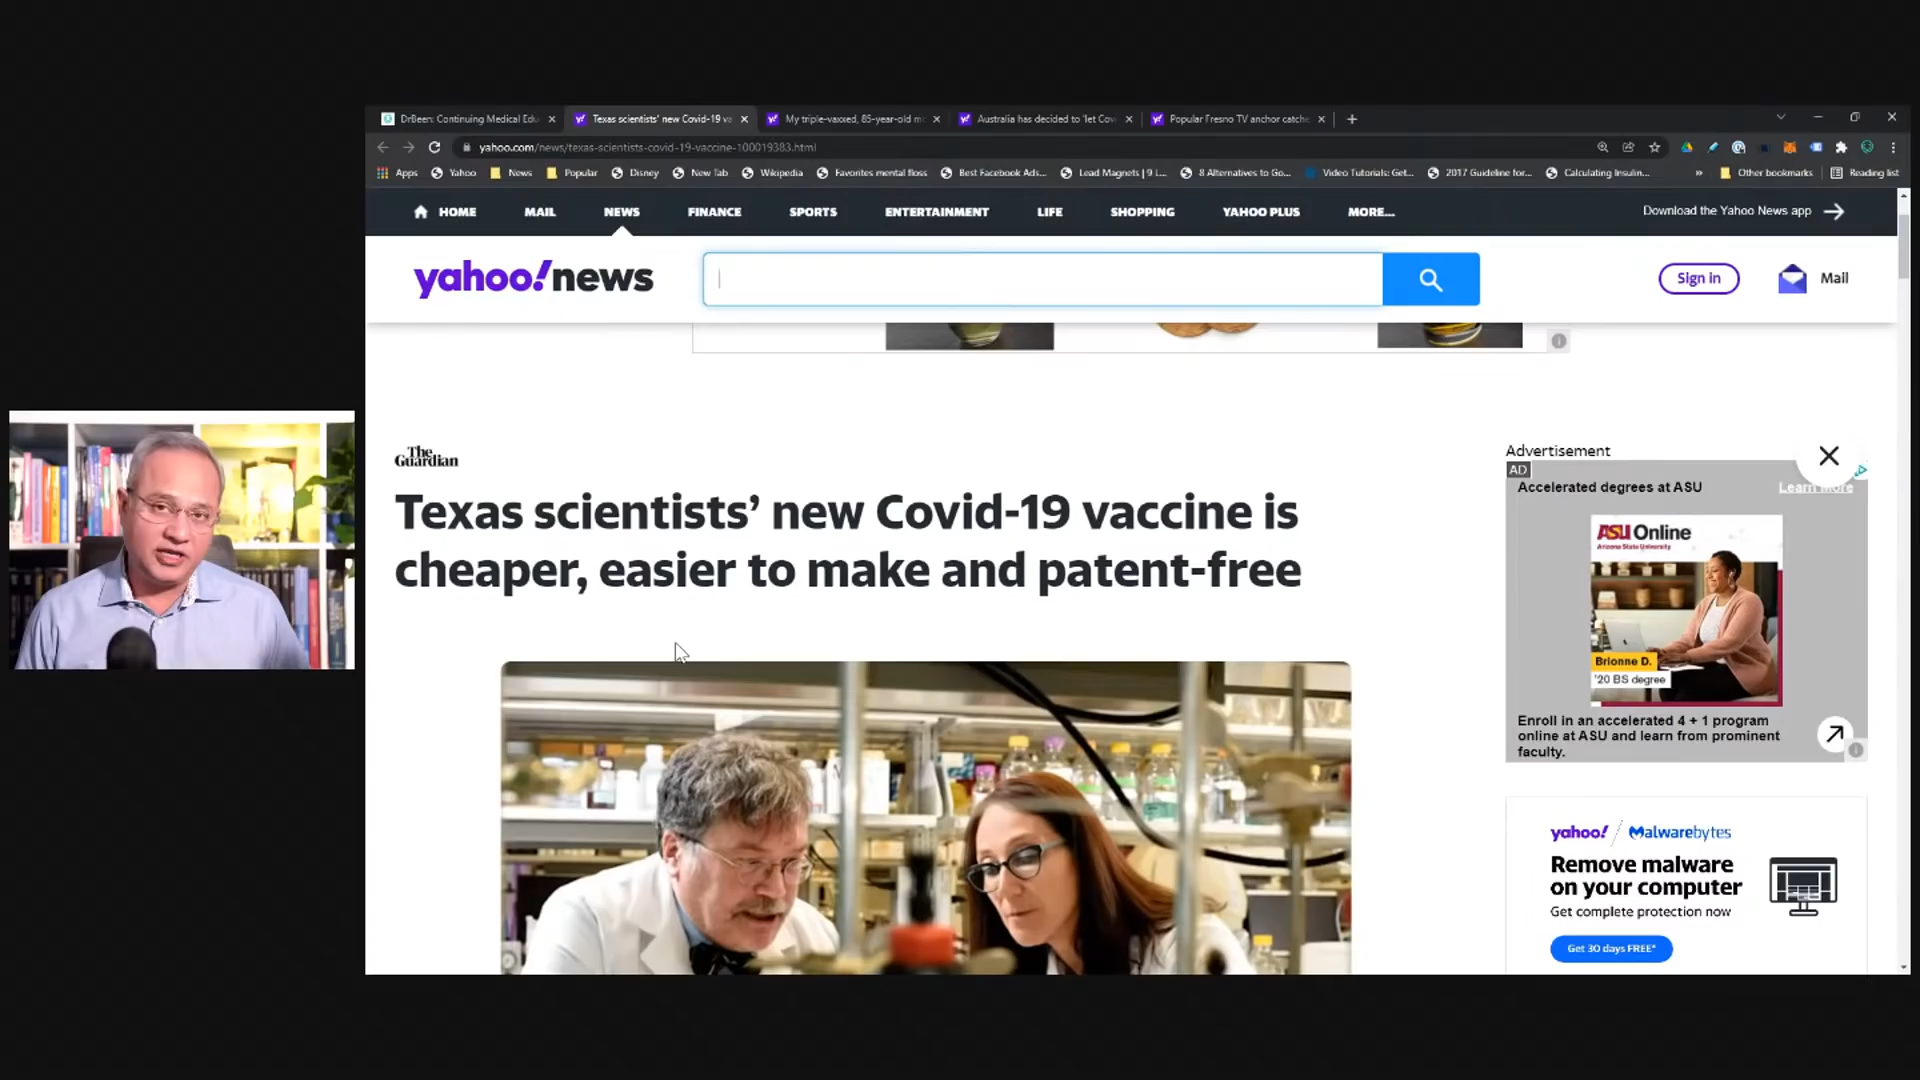 DrBeen: Continuing Medical Edu
Texas scientists' new Covid-19 va
My triple-vaxxed, 85-year-old m
Australia has decided to 'let Cov
Popular Fresno TV anchor catche
yahoo.com/news/texas-scientists-covid-19-vaccine-100019383.html
Apps
Yahoo
News
Popular
Disney
New Tab
Wikipedia
Favorites mental floss
Best Facebook Ads...
Lead Magnets | 9 L...
8 Alternatives to Go...
Video Tutorials: Get...
2017 Guideline for...
Calculating Insulin...
»
Other bookmarks
Reading list
HOME
MAIL
NEWS
FINANCE
SPORTS
ENTERTAINMENT
LIFE
SHOPPING
YAHOO PLUS
MORE...
Download the Yahoo News app
yahoo!news
Sign in
Mail
The
Guardian
Texas scientists' new Covid-19 vaccine is
cheaper, easier to make and patent-free
Advertisement
AD
Accelerated degrees at ASU
Learn More
ASU Online
Arizona State University
Brionne D.
'20 BS degree
Enroll in an accelerated 4 + 1 program
online at ASU and learn from prominent
faculty.
yahoo! / Malwarebytes
Remove malware
on your computer
Get complete protection now
Get 30 days FREE*